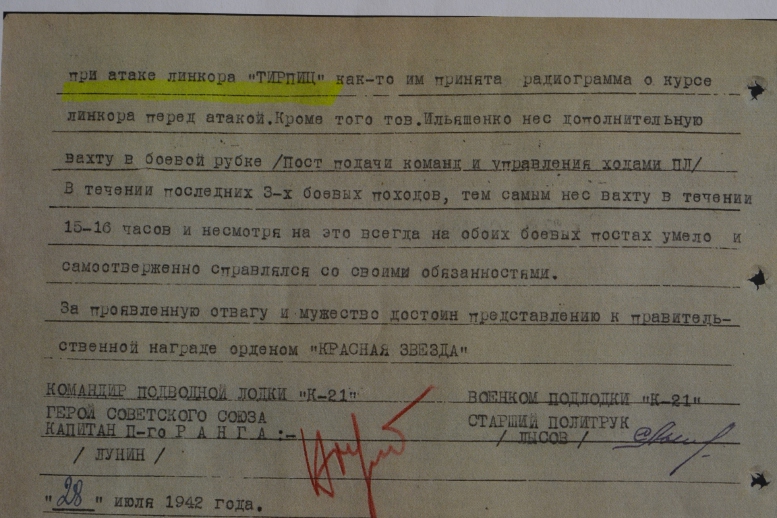 при атаке линкора "ТИРПИЦ" как-то им принята радиограмма о курсе
линкора перед атакой.Кроме того тов.Ильяшенко нес дополнительную
вахту в боевой рубке /Пост подачи команд и управления ходами ПЛ/
В течении последних 3-х боевых походов, тем самым нес вахту в течении
15-16 часов и несмотря на это всегда на обоих боевых постах умело и
самоотверженно справлялся со своими обязанностями.
За проявленную отвагу и мужество достоин представлению к правитель-
ственной награде орденом "КРАСНАЯ ЗВЕЗДА"
КОМАНДИР ПОДВОДНОЙ ЛОДКИ "К-21"
ГЕРОЙ СОВЕТСКОГО СОЮЗА
КАПИТАН П-го Р А Н Г А :-
/ ЛУНИН /
ВОЕНКОМ ПОДЛОДКИ "К-21"
СТАРШИЙ ПОЛИТРУК
/ ЛЫСОВ /
"28" июля 1942 года.